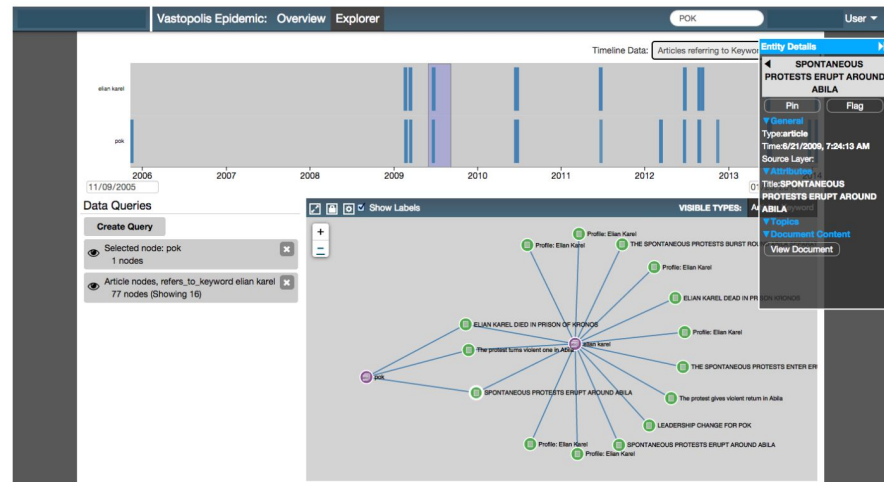 Vastopolis Epidemic: Overview Explorer
POK
User
Timeline Data: Articles referring to Keywor
elian karel
pok
2006 2007 2008 2009 2010 2011 2012 2013 2014
11/09/2005
01
Entity Details
SPONTANEOUS
PROTESTS ERUPT AROUND
ABILA
Pin Flag
General
Type:article
Time:6/21/2009, 7:24:13 AM
Source Layer:
Attributes
Title:SPONTANEOUS
PROTESTS ERUPT AROUND
ABILA
Topics
Document Content
View Document
Data Queries
Create Query
Selected node: pok
1 nodes
Article nodes, refers_to_keyword elian karel
77 nodes (Showing 16)
Show Labels
VISIBLE TYPES:
+
−
Profile: Elian Karel
Profile: Elian Karel
THE SPONTANEOUS PROTESTS BURST
Profile: Elian Karel
ELIAN KAREL DEAD IN PRISON KRONOS
ELIAN KAREL DIED IN PRISON OF KRONOS
Profile: Elian Karel
elian karel
The protest turns violent one in Abila
THE SPONTANEOUS PROTESTS ENTER
pok
SPONTANEOUS PROTESTS ERUPT AROUND ABILA
The protest gives violent return in Abila
LEADERSHIP CHANGE FOR POK
Profile: Elian Karel
SPONTANEOUS PROTESTS ERUPT AROUND ABILA
Profile: Elian Karel